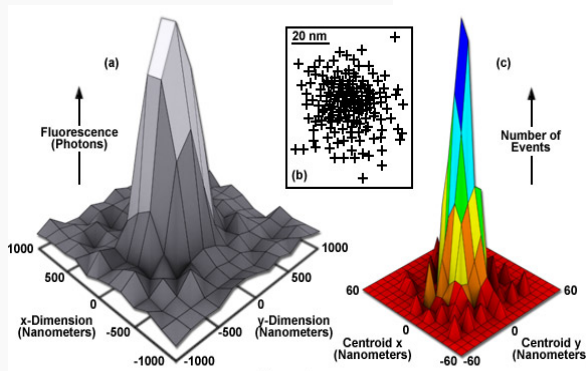 (a)
Fluorescence
(Photons)
1000
500
0
-500
-1000
x-Dimension
(Nanometers)
-1000
-500
0
500
1000
y-Dimension
(Nanometers)
20 nm
(b)
(c)
Number of
Events
60
0
-60
Centroid x
(Nanometers)
-60
0
60
Centroid y
(Nanometers)